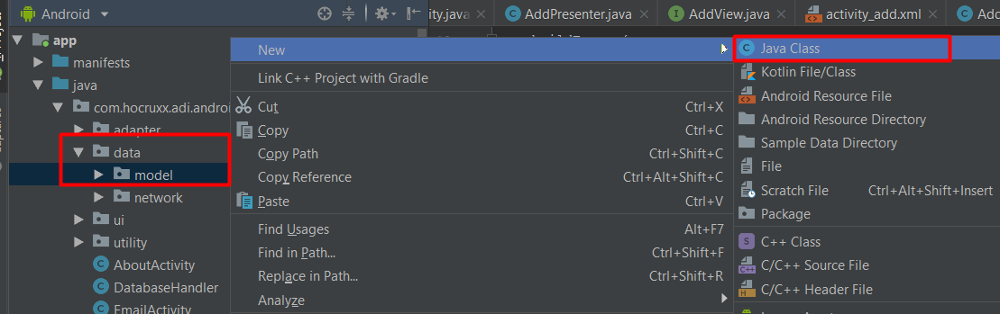 Android
ity.java
AddPresenter.java
AddView.java
activity_add.xml
app
manifests
java
com.hocruxx.adi.android
adapter
data
model
network
ui
utility
AboutActivity
DatabaseHandler
EmailActivity
New
Link C++ Project with Gradle
Cut Ctrl+X
Copy Ctrl+C
Copy Path Ctrl+Shift+C
Copy Reference Ctrl+Alt+Shift+C
Paste Ctrl+V
Find Usages Alt+F7
Find in Path... Ctrl+Shift+F
Replace in Path... Ctrl+Shift+R
Analyze
Java Class
Kotlin File/Class
Android Resource File
Android Resource Directory
Sample Data Directory
File
Scratch File Ctrl+Alt+Shift+Insert
Package
C++ Class
C/C++ Source File
C/C++ Header File